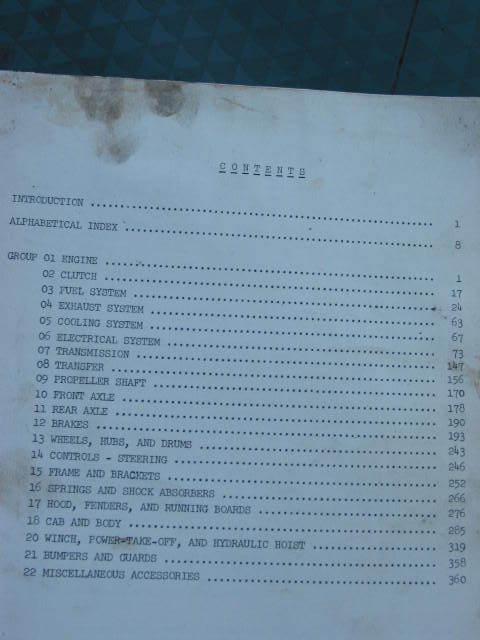 CONTENTS
INTRODUCTION ........ 1
ALPHABETICAL INDEX ........ 8
GROUP 01 ENGINE ........ 1
02 CLUTCH ........ 17
03 FUEL SYSTEM ........ 24
04 EXHAUST SYSTEM ........ 63
05 COOLING SYSTEM ........ 67
06 ELECTRICAL SYSTEM ........ 73
07 TRANSMISSION ........ 147
08 TRANSFER ........ 156
09 PROPELLER SHAFT ........ 170
10 FRONT AXLE ........ 178
11 REAR AXLE ........ 190
12 BRAKES ........ 193
13 WHEELS, HUBS, AND DRUMS ........ 243
14 CONTROLS - STEERING ........ 246
15 FRAME AND BRACKETS ........ 252
16 SPRINGS AND SHOCK ABSORBERS ........ 266
17 HOOD, FENDERS, AND RUNNING BOARDS ........ 276
18 CAB AND BODY ........ 285
20 WINCH, POWER-TAKE-OFF, AND HYDRAULIC HOIST ........ 319
21 BUMPERS AND GUARDS ........ 358
22 MISCELLANEOUS ACCESSORIES ........ 360